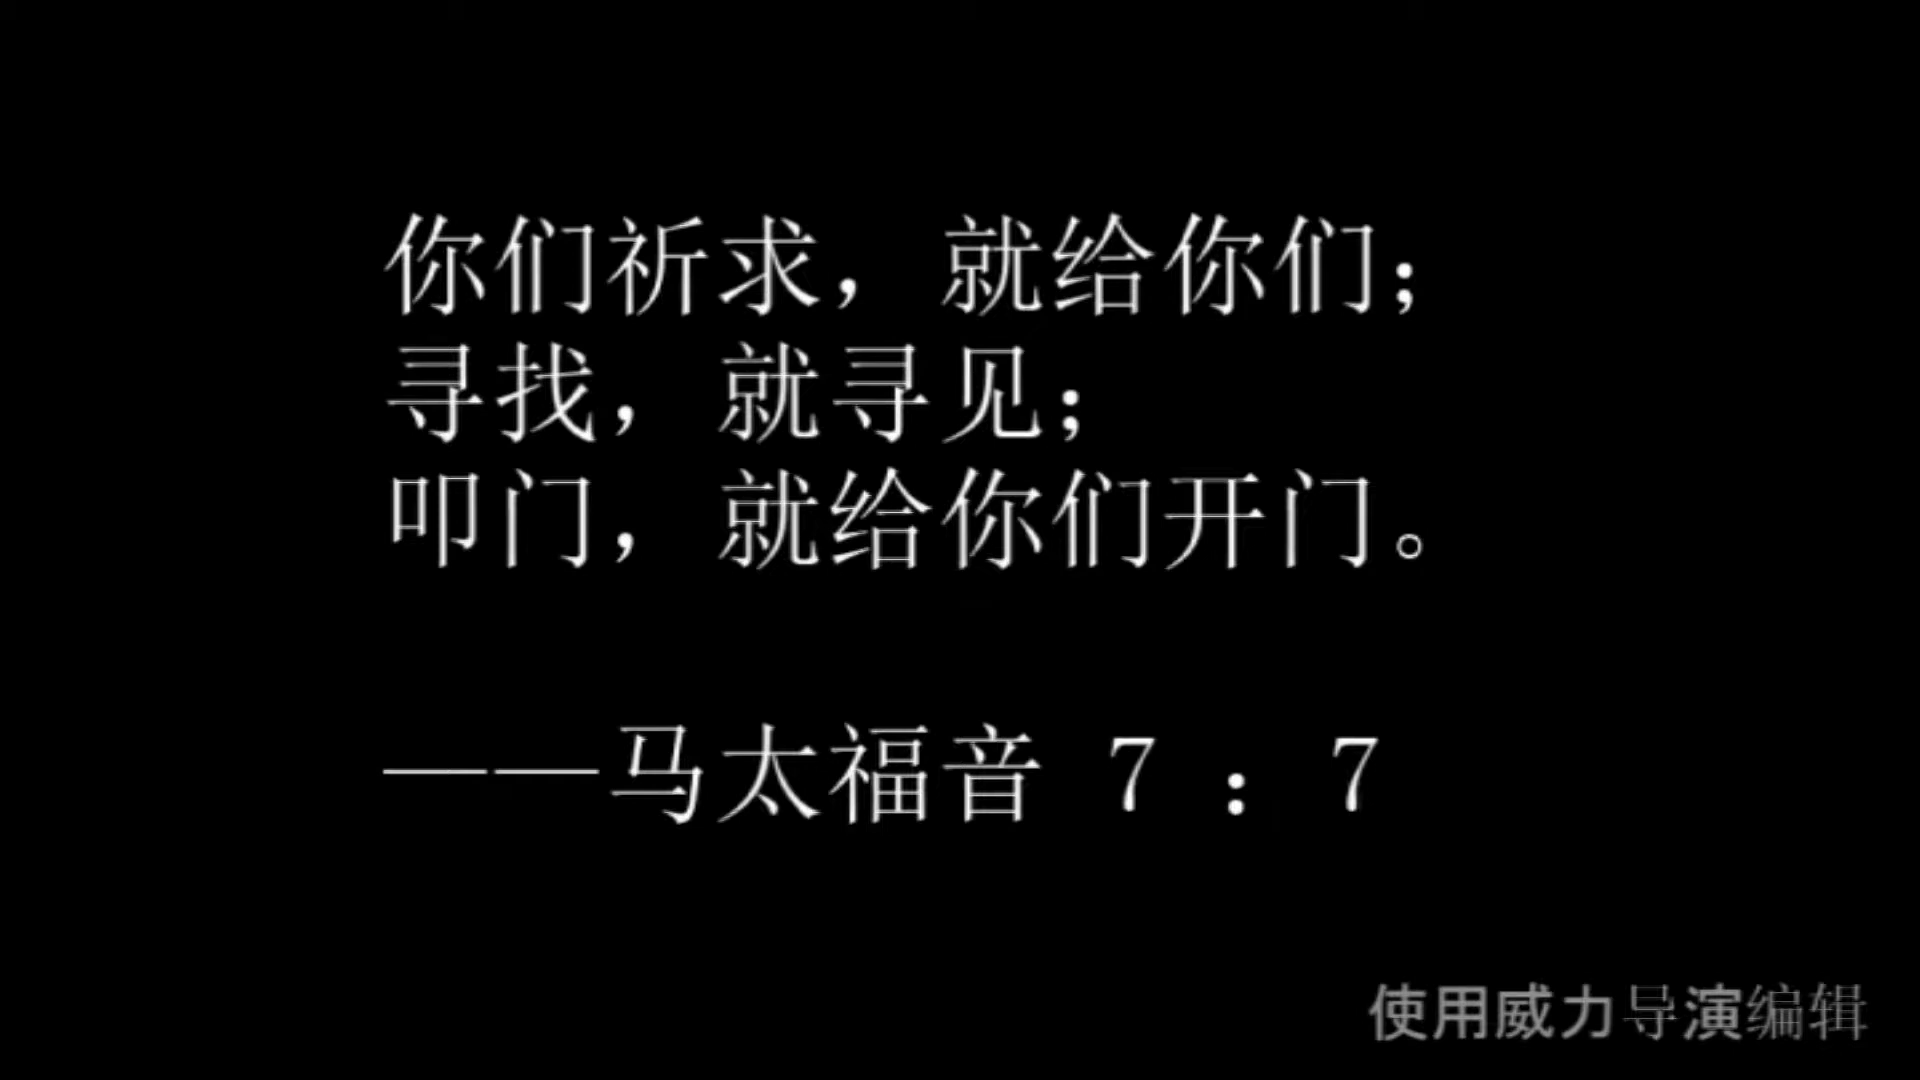 你们祈求，就给你们；
寻找，就寻见；
叩门，就给你们开门。
——马太福音 7 ： 7
使用威力导演编辑